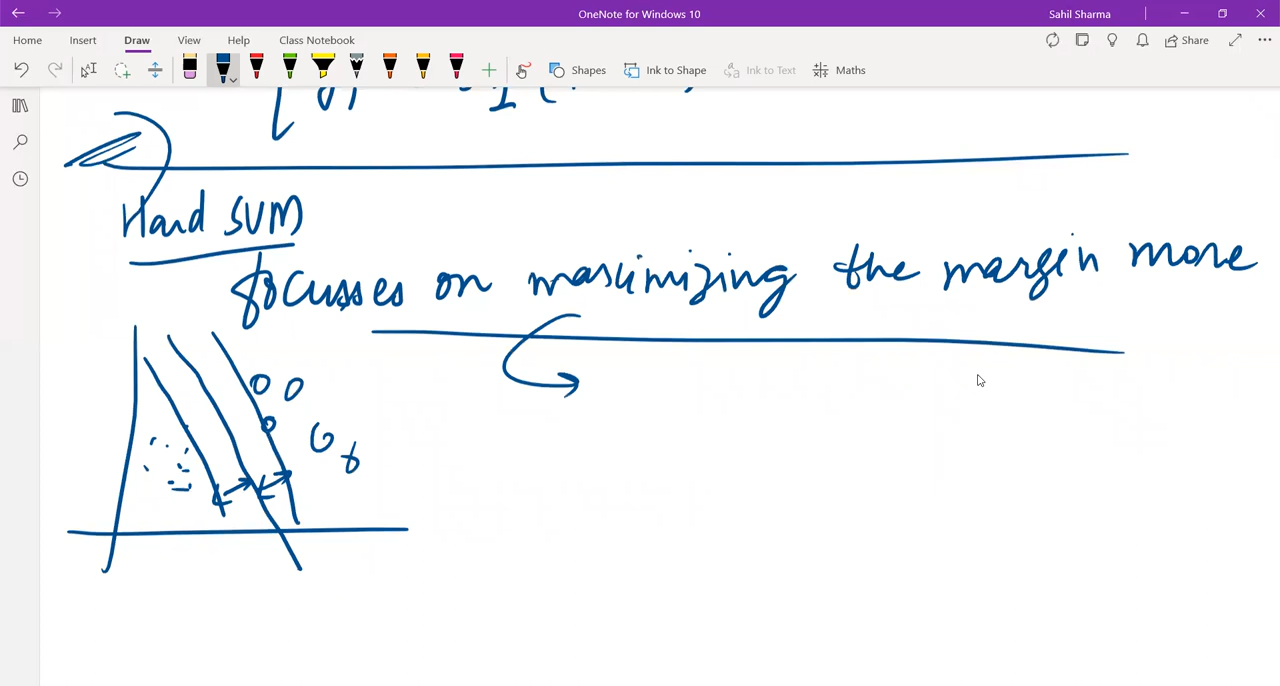 OneNote for Windows 10
Sahil Sharma
Home Insert Draw View Help Class Notebook
Share
Shapes Ink to Shape Ink to Text Maths
Hard SVM
focusses on maximizing the margin more